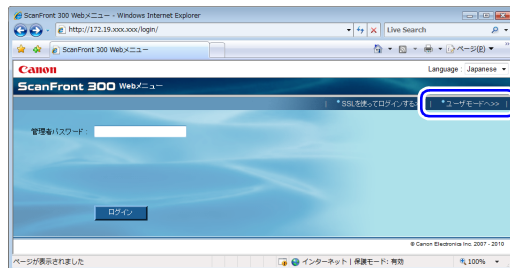 ScanFront 300 Webメニュー - Windows Internet Explorer
http://172.19.xxx.xxx/login/
Live Search
ScanFront 300 Webメニュー
ページ(P)
Canon
Language : Japanese
ScanFront 300 Webメニュー
| *SSLを使ってログインする
| *ユーザモードへ>> |
管理者パスワード:
ログイン
© Canon Electronics Inc. 2007 - 2010
ページが表示されました
インターネット | 保護モード: 有効
100%